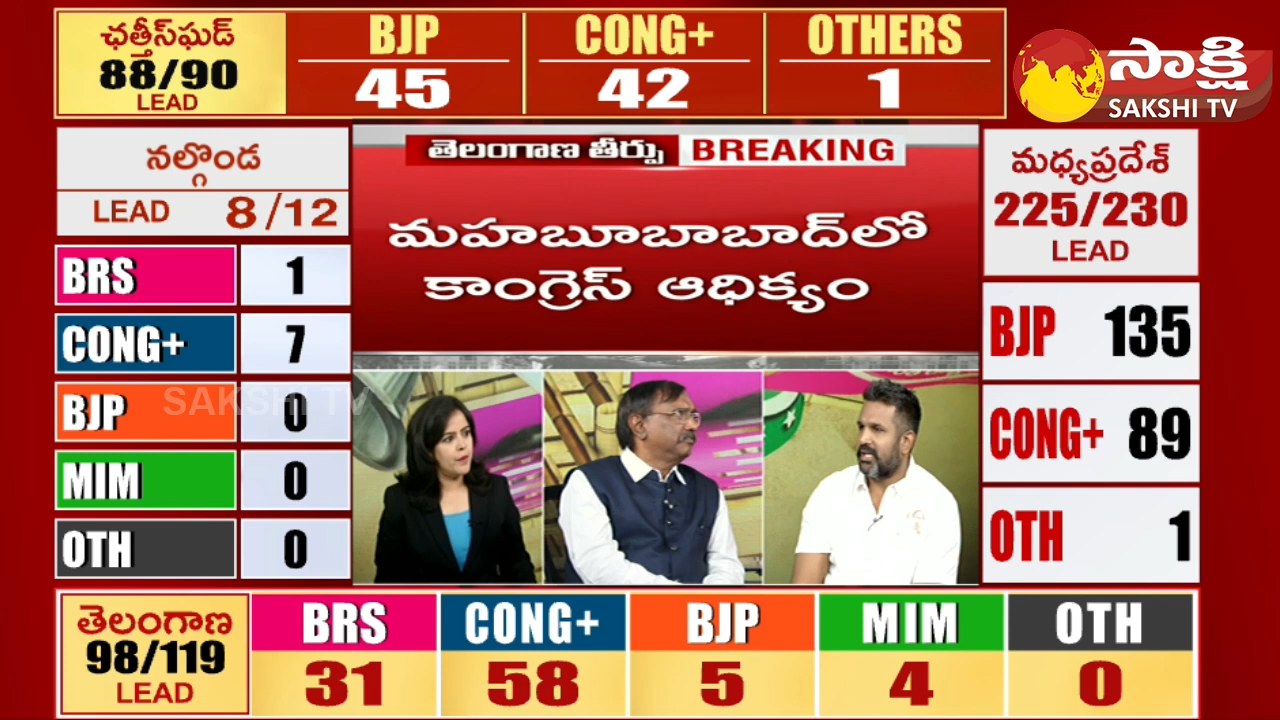 ఛత్తీస్‌ఘడ్
88/90
LEAD
BJP
45
CONG+
42
OTHERS
1
సాక్షి
SAKSHI TV
నల్గొండ
LEAD 8/12
BRS 1
CONG+ 7
BJP 0
MIM 0
OTH 0
SAKSHI TV
తెలంగాణ తీర్పు BREAKING
మహబూబాబాద్‌లో
కాంగ్రెస్ ఆధిక్యం
మధ్యప్రదేశ్
225/230
LEAD
BJP 135
CONG+ 89
OTH 1
తెలంగాణ
98/119
LEAD
BRS
31
CONG+
58
BJP
5
MIM
4
OTH
0